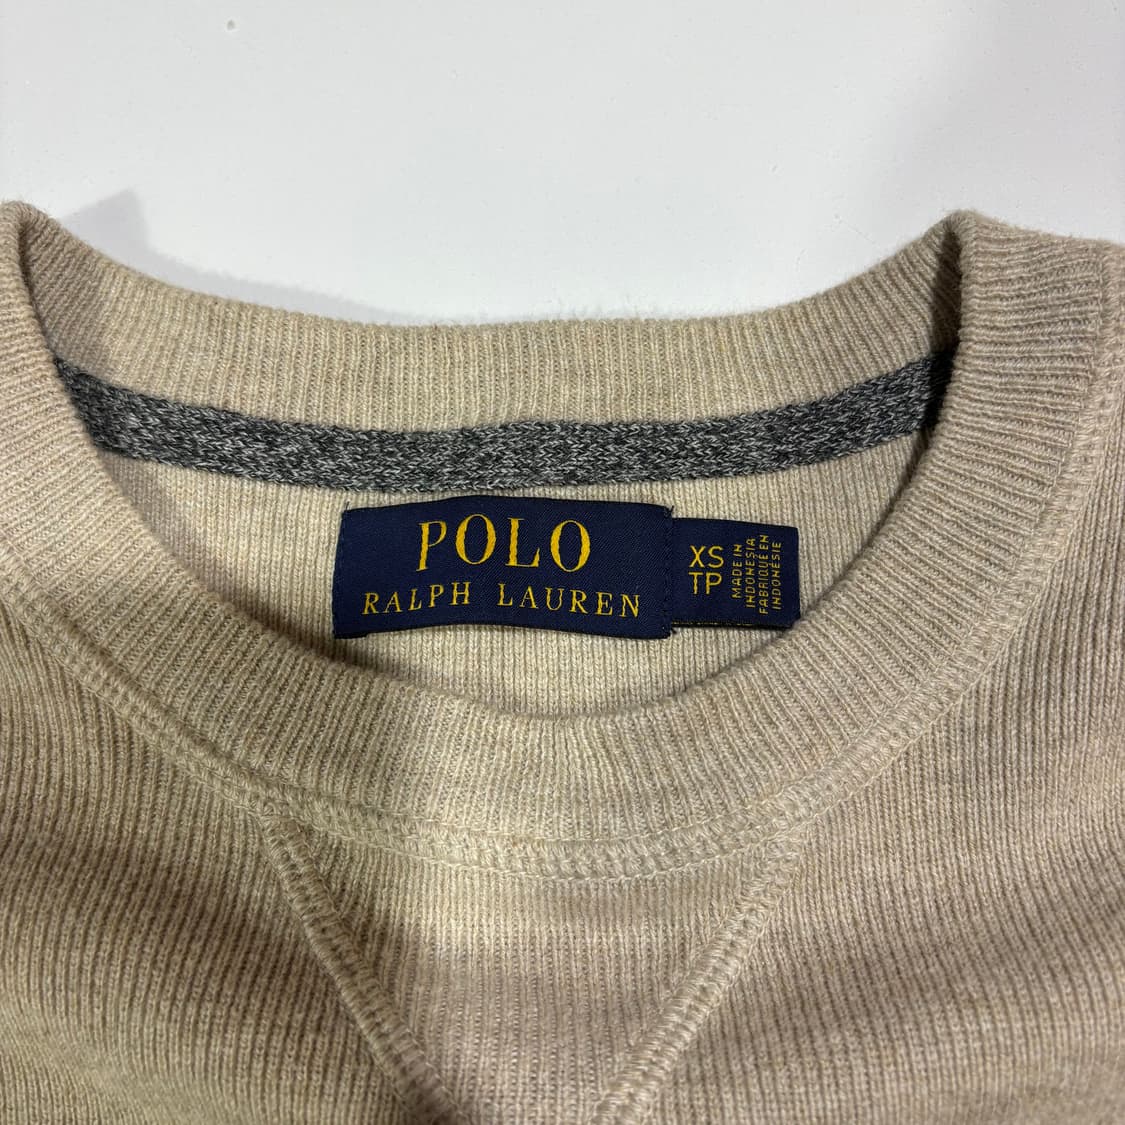 POLO
RALPH LAUREN
XS
TP
MADE IN
INDONESIA
FABRIQUÉ EN
INDONÉSIE